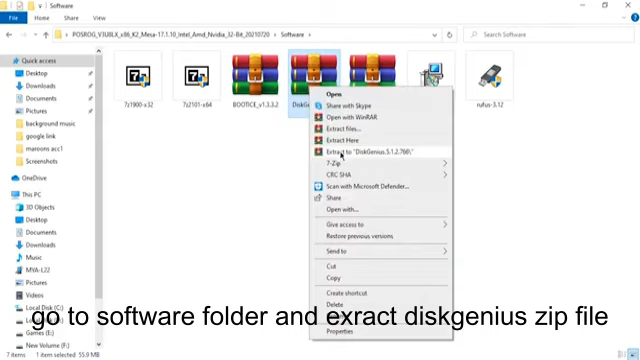 Software
File
Home
Share
View
POSROG_V3U8LX_x86_K2_Mesa-17.1.10_Intel_Amd_Nvidia_32-Bit_20210720 > Software >
Search Software
Quick access
Desktop
Downloads
Documents
Pictures
background music
google link
maroons acc1
Screenshots
OneDrive
This PC
3D Objects
Desktop
Documents
Downloads
Music
MYA-L22
Pictures
Videos
Local Disk (C:)
7z1900-x32
7z2101-x64
BOOTICE_v1.3.3.2
DiskGenius
rufus-3.12
Open
Share with Skype
Open with WinRAR
Extract files...
Extract Here
Extract to "DiskGenius.5.1.2.766\"
7-Zip
CRC SHA
Scan with Microsoft Defender...
Share
Open with...
Give access to
Restore previous versions
Send to
Cut
Copy
Create shortcut
Delete
Properties
go to software folder and exract diskgenius zip file
47 items
1 item selected 55.9 MB